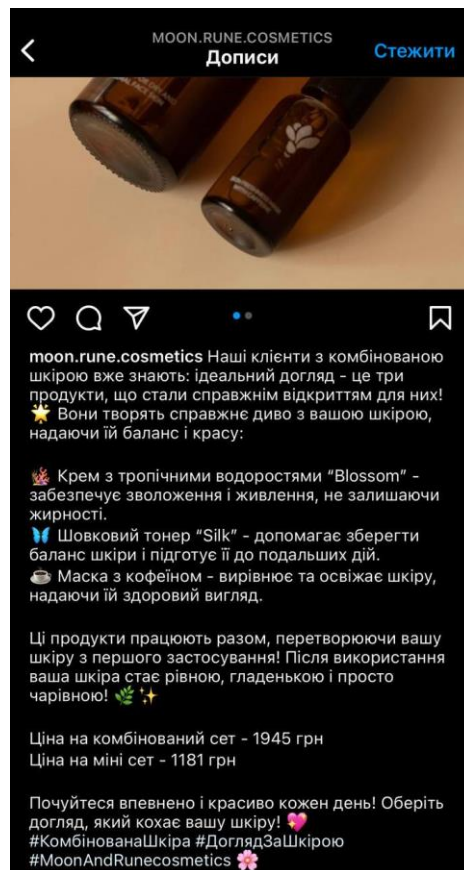 MOON.RUNE.COSMETICS
Дописи
Стежити
moon.rune.cosmetics Наші клієнти з комбінованою
шкірою вже знають: ідеальний догляд - це три
продукти, що стали справжнім відкриттям для них!
🌟 Вони творять справжнє диво з вашою шкірою,
надаючи їй баланс і красу:
🪸 Крем з тропічними водоростями “Blossom” -
забезпечує зволоження і живлення, не залишаючи
жирності.
🦋 Шовковий тонер “Silk” - допомагає зберегти
баланс шкіри і підготує її до подальших дій.
☕ Маска з кофеїном - вирівнює та освіжає шкіру,
надаючи їй здоровий вигляд.
Ці продукти працюють разом, перетворюючи вашу
шкіру з першого застосування! Після використання
ваша шкіра стає рівною, гладенькою і просто
чарівною! 🌿✨
Ціна на комбінований сет - 1945 грн
Ціна на міні сет - 1181 грн
Почуйтеся впевнено і красиво кожен день! Оберіть
догляд, який кохає вашу шкіру! 💖
#КомбінованаШкіра #ДоглядЗаШкірою
#MoonAndRunecosmetics 🌸